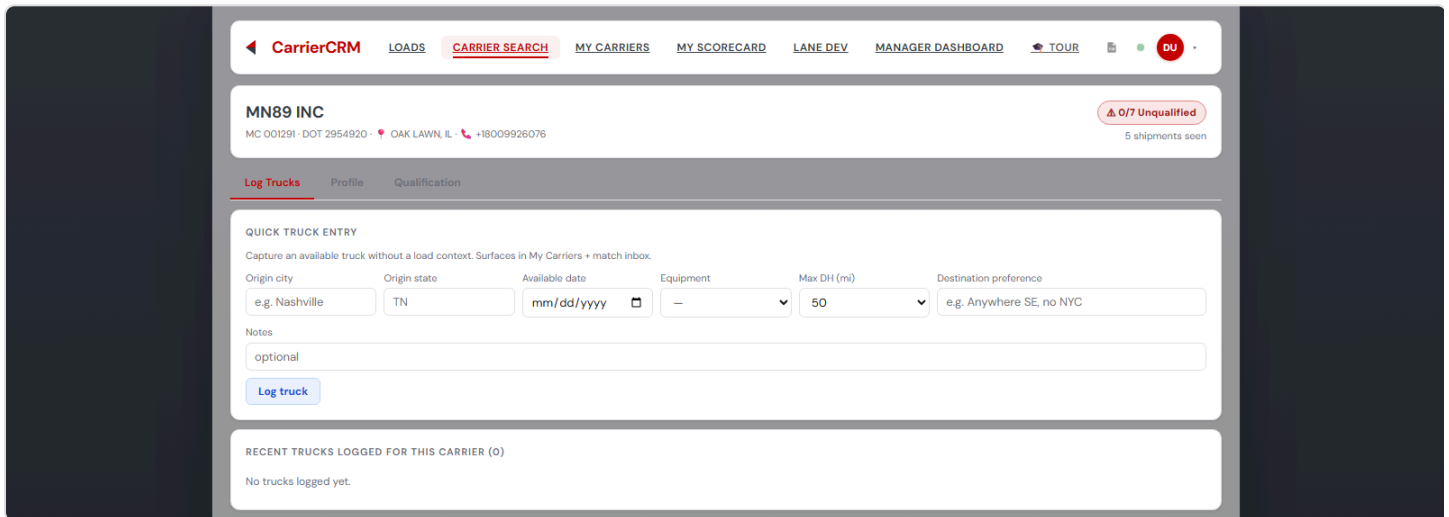 CarrierCRM LOADS CARRIER SEARCH MY CARRIERS MY SCORECARD LANE DEV MANAGER DASHBOARD 🎓 TOUR DU
MN89 INC
⚠ 0/7 Unqualified
MC 001291 · DOT 2954920 · 📍 OAK LAWN, IL · 📞 +18009926076
5 shipments seen
Log Trucks Profile Qualification
QUICK TRUCK ENTRY
Capture an available truck without a load context. Surfaces in My Carriers + match inbox.
Origin city Origin state Available date Equipment Max DH (mi) Destination preference
e.g. Nashville TN mm/dd/yyyy — 50 e.g. Anywhere SE, no NYC
Notes
optional
Log truck
RECENT TRUCKS LOGGED FOR THIS CARRIER (0)
No trucks logged yet.